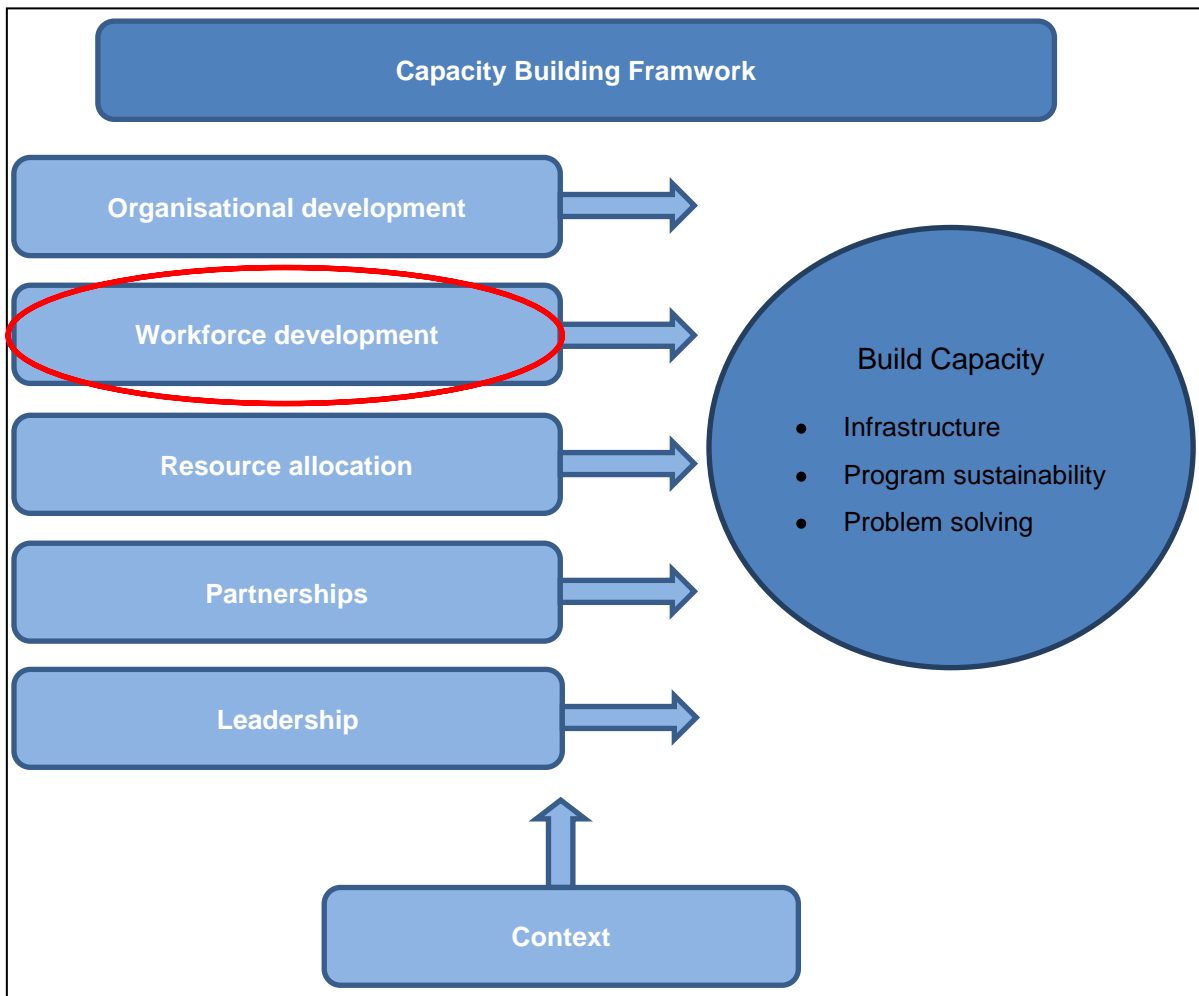 Capacity Building Framwork
Organisational development
Workforce development
Resource allocation
Partnerships
Leadership
Build Capacity
• Infrastructure
• Program sustainability
• Problem solving
Context